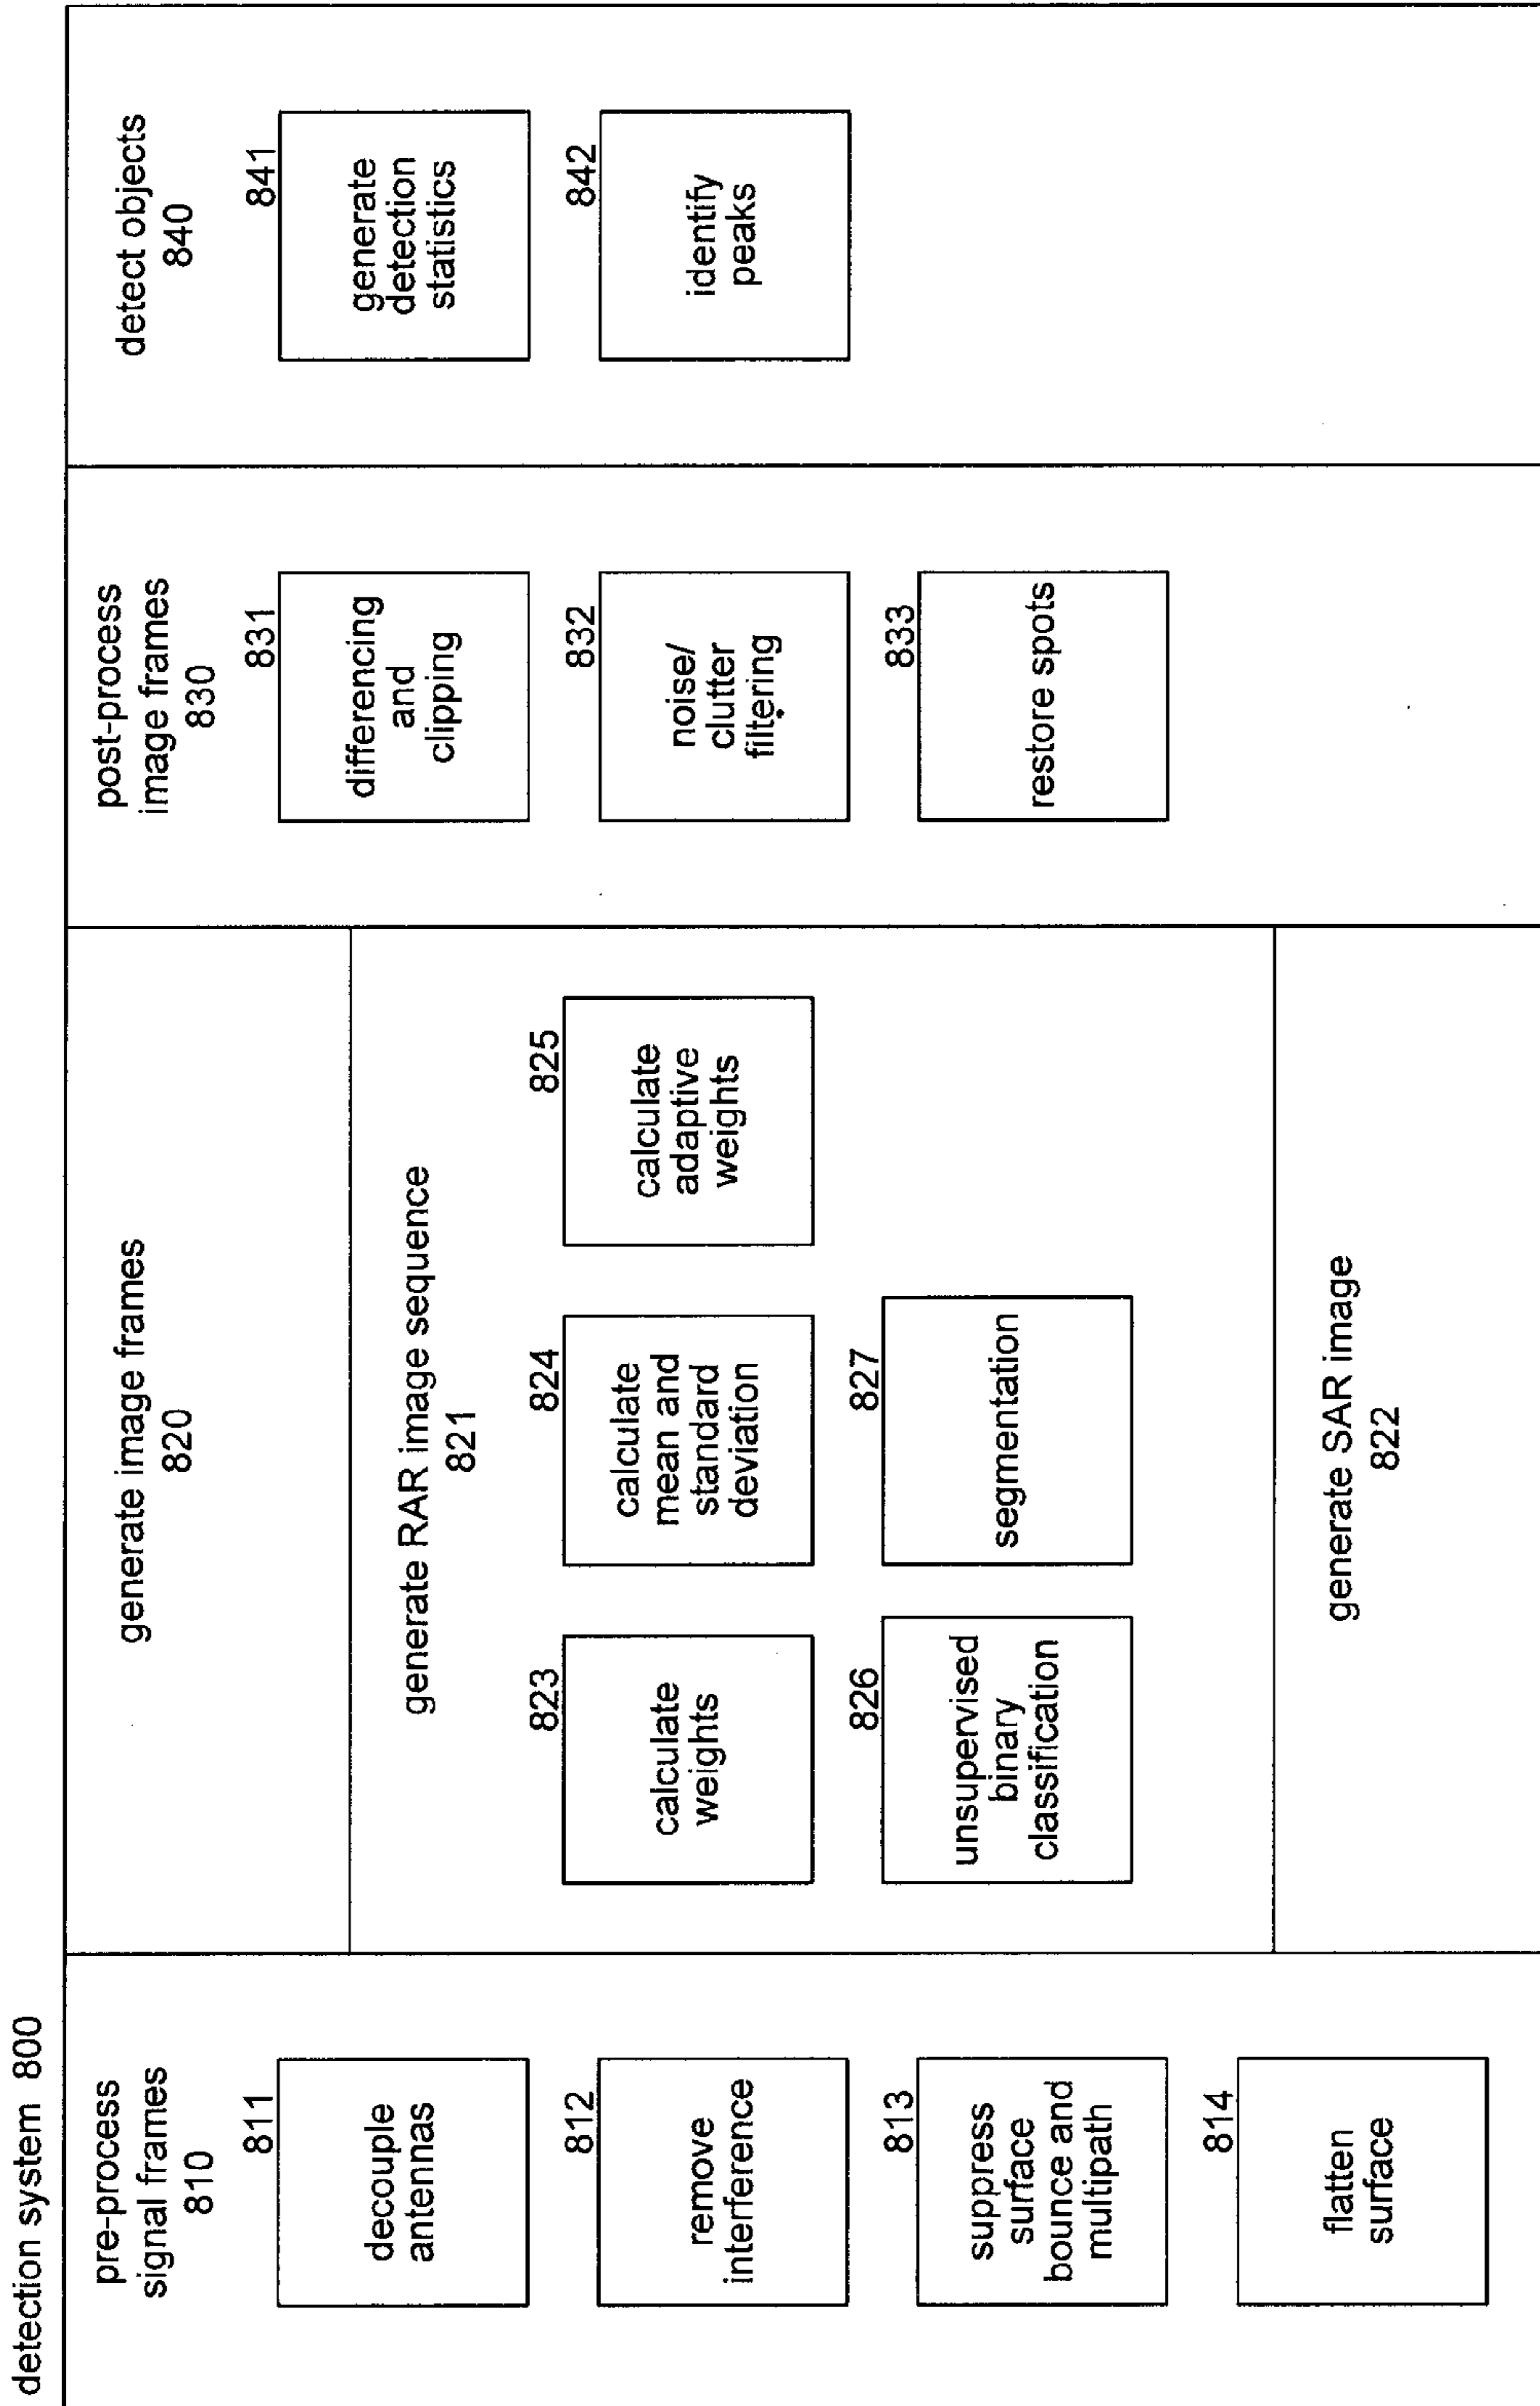 detection system 800
pre-process
signal frames
810
811
decouple
antennas
812
remove
interference
813
suppress
surface
bounce and
multipath
814
flatten
surface
generate image frames
820
generate RAR image sequence
821
823
calculate
weights
824
calculate
mean and
standard
deviation
825
calculate
adaptive
weights
826
unsupervised
binary
classification
827
segmentation
generate SAR image
822
post-process
image frames
830
831
differencing
and
clipping
832
noise/
clutter
filtering
833
restore spots
detect objects
840
841
generate
detection
statistics
842
identify
peaks